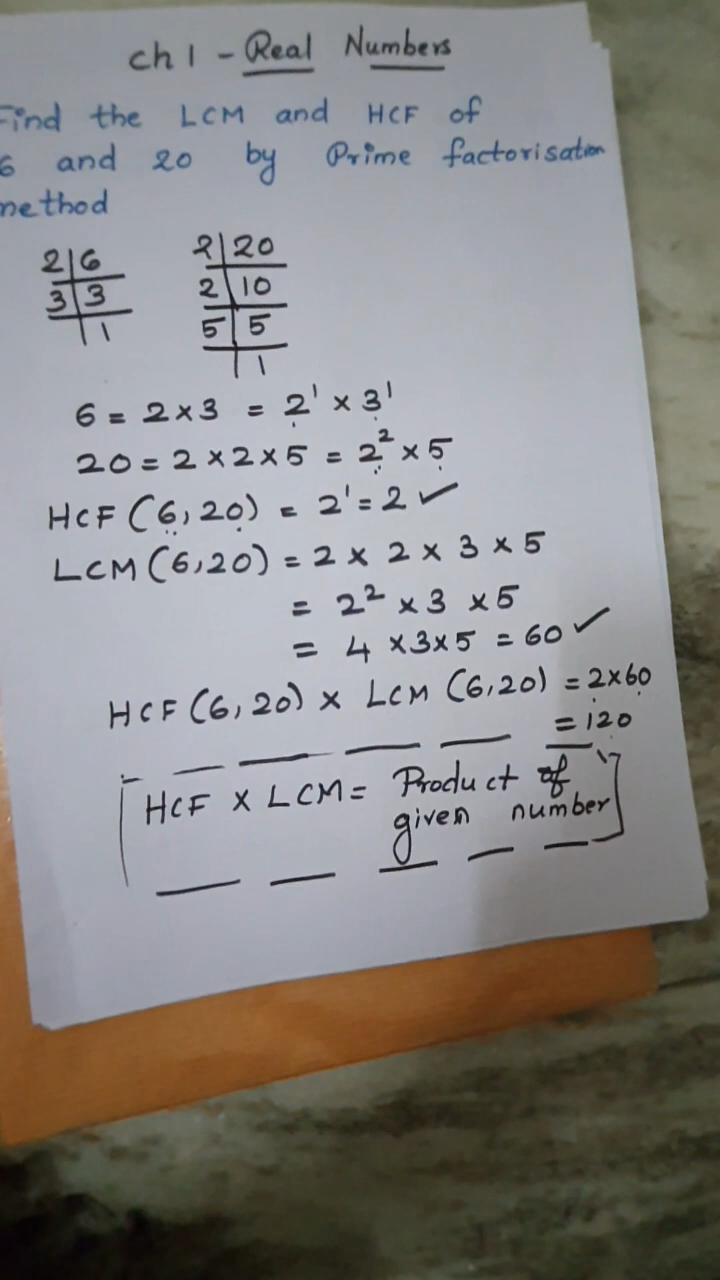 ch 1 - Real Numbers
Find the LCM and HCF of
6 and 20 by Prime factorisation
method
2|6 2|20
3|3 2|10
|1 5|5
|1
6 = 2 × 3 = 2¹ × 3¹
20 = 2 × 2 × 5 = 2² × 5
HCF (6, 20) = 2¹ = 2 ✓
LCM (6,20) = 2 × 2 × 3 × 5
= 2² × 3 × 5
= 4 × 3 × 5 = 60 ✓
HCF (6, 20) × LCM (6,20) = 2×60
= 120
HCF × LCM = Product of
given number